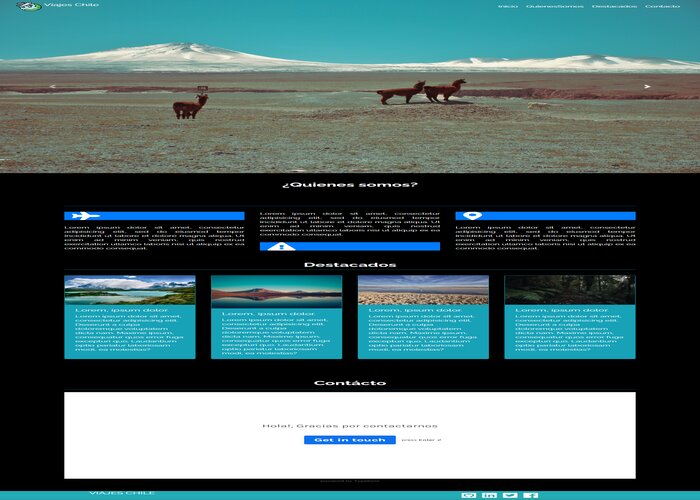 Viajes Chile
Inicio QuienesSomos Destacados Contacto
¿Quienes somos?
Lorem ipsum dolor sit amet, consectetur adipiscing
elit, sed do eiusmod tempor incididunt ut labore
et dolore magna aliqua. Ut enim ad minim veniam, quis nostrud
exercitation ullamco laboris nisi ut aliquip ex ea
commodo consequat.
Lorem ipsum dolor sit amet, consectetur adipiscing
elit, sed do eiusmod tempor
incididunt ut labore et dolore magna aliqua. Ut
enim ad minim veniam, quis nostrud
exercitation ullamco laboris nisi ut aliquip ex ea
commodo consequat.
Lorem ipsum dolor sit amet, consectetur adipiscing
elit, sed do eiusmod tempor
incididunt ut labore et dolore magna aliqua. Ut
enim ad minim veniam, quis nostrud
exercitation ullamco laboris nisi ut aliquip ex ea
commodo consequat.
Destacados
Lorem, ipsum dolor.
Lorem ipsum dolor sit amet,
consectetur adipisicing elit.
Deserunt a culpa
doloremque voluptatem
dicta nam. Maxime ipsum,
consequatur quos error fuga
excepturi quo. Laudantium
optio pariatur laboriosam
modi, ea molestias?
Lorem, ipsum dolor.
Lorem ipsum dolor sit amet,
consectetur adipisicing elit.
Deserunt a culpa
doloremque voluptatem
dicta nam. Maxime ipsum,
consequatur quos error fuga
excepturi quo. Laudantium
optio pariatur laboriosam
modi, ea molestias?
Lorem, ipsum dolor.
Lorem ipsum dolor sit amet,
consectetur adipisicing elit.
Deserunt a culpa
doloremque voluptatem
dicta nam. Maxime ipsum,
consequatur quos error fuga
excepturi quo. Laudantium
optio pariatur laboriosam
modi, ea molestias?
Lorem, ipsum dolor.
Lorem ipsum dolor sit amet,
consectetur adipisicing elit.
Deserunt a culpa
doloremque voluptatem
dicta nam. Maxime ipsum,
consequatur quos error fuga
excepturi quo. Laudantium
optio pariatur laboriosam
modi, ea molestias?
Contácto
Hola!, Gracias por contactarnos
Get in touch press Enter ↵
powered by Typeform
VIAJES CHILE